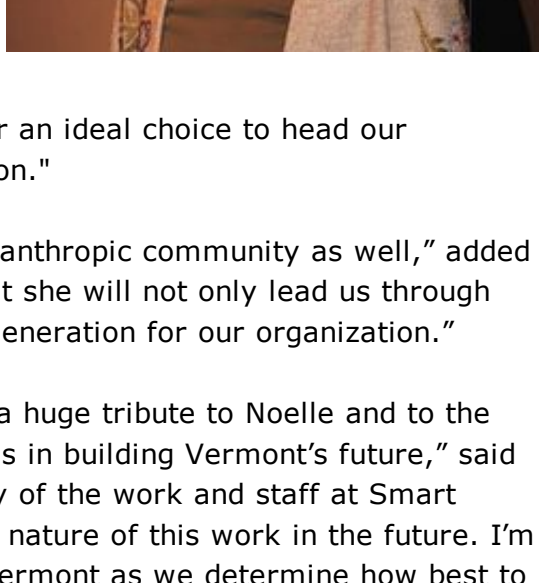 r an ideal choice to head our
on."
anthropic community as well,” added
t she will not only lead us through
eneration for our organization.”
a huge tribute to Noelle and to the
s in building Vermont’s future,” said
y of the work and staff at Smart
nature of this work in the future. I’m
ermont as we determine how best to